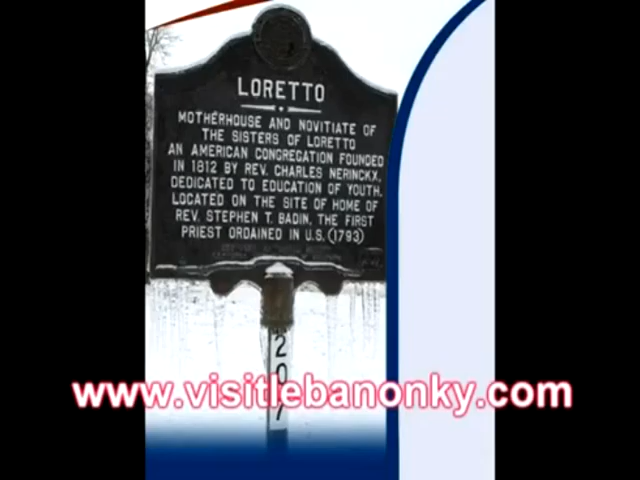 LORETTO
MOTHERHOUSE AND NOVITIATE OF
THE SISTERS OF LORETTO
AN AMERICAN CONGREGATION FOUNDED
IN 1812 BY REV. CHARLES NERINCKX,
DEDICATED TO EDUCATION OF YOUTH.
LOCATED ON THE SITE OF HOME OF
REV. STEPHEN T. BADIN, THE FIRST
PRIEST ORDAINED IN U.S. (1793)
207
www.visitlebanonky.com